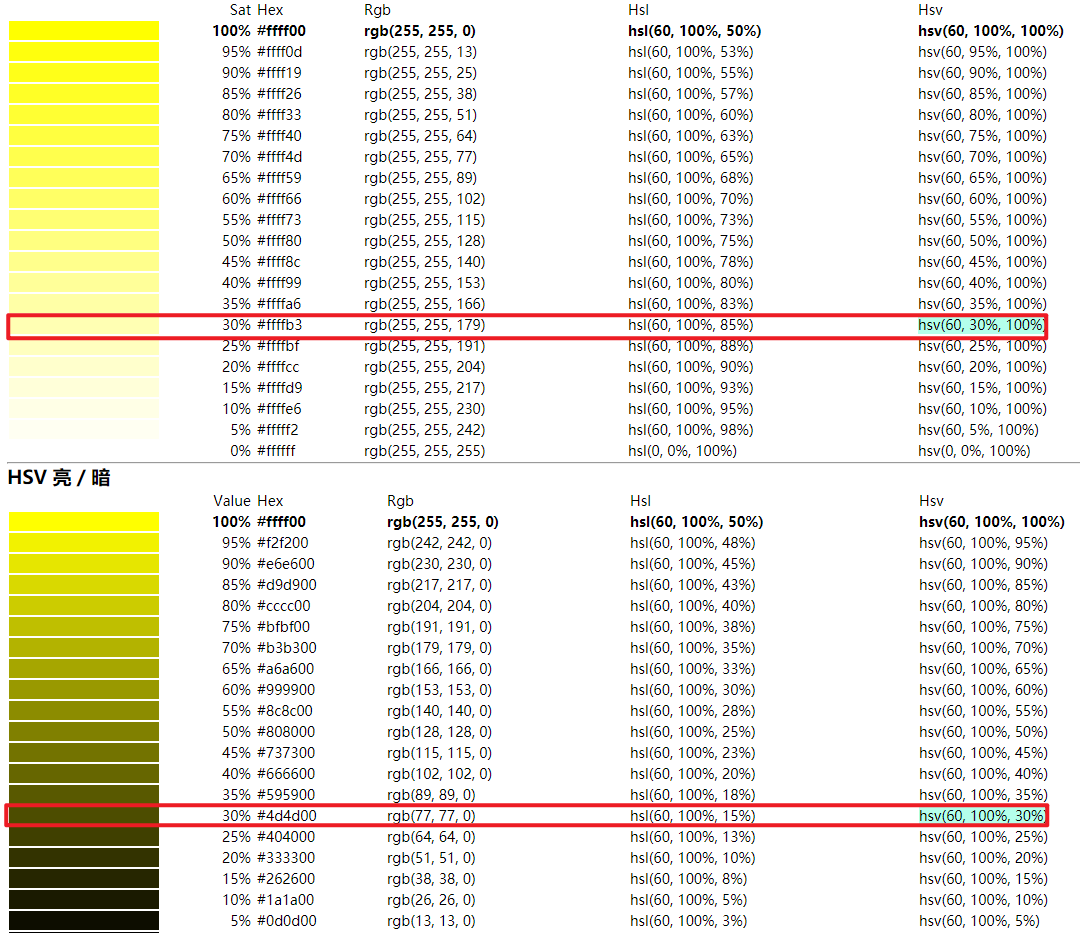 Sat Hex Rgb Hsl Hsv
100% #ffff00 rgb(255, 255, 0) hsl(60, 100%, 50%) hsv(60, 100%, 100%)
95% #ffff0d rgb(255, 255, 13) hsl(60, 100%, 53%) hsv(60, 95%, 100%)
90% #ffff19 rgb(255, 255, 25) hsl(60, 100%, 55%) hsv(60, 90%, 100%)
85% #ffff26 rgb(255, 255, 38) hsl(60, 100%, 57%) hsv(60, 85%, 100%)
80% #ffff33 rgb(255, 255, 51) hsl(60, 100%, 60%) hsv(60, 80%, 100%)
75% #ffff40 rgb(255, 255, 64) hsl(60, 100%, 63%) hsv(60, 75%, 100%)
70% #ffff4d rgb(255, 255, 77) hsl(60, 100%, 65%) hsv(60, 70%, 100%)
65% #ffff59 rgb(255, 255, 89) hsl(60, 100%, 68%) hsv(60, 65%, 100%)
60% #ffff66 rgb(255, 255, 102) hsl(60, 100%, 70%) hsv(60, 60%, 100%)
55% #ffff73 rgb(255, 255, 115) hsl(60, 100%, 73%) hsv(60, 55%, 100%)
50% #ffff80 rgb(255, 255, 128) hsl(60, 100%, 75%) hsv(60, 50%, 100%)
45% #ffff8c rgb(255, 255, 140) hsl(60, 100%, 78%) hsv(60, 45%, 100%)
40% #ffff99 rgb(255, 255, 153) hsl(60, 100%, 80%) hsv(60, 40%, 100%)
35% #ffffa6 rgb(255, 255, 166) hsl(60, 100%, 83%) hsv(60, 35%, 100%)
30% #ffffb3 rgb(255, 255, 179) hsl(60, 100%, 85%) hsv(60, 30%, 100%)
25% #ffffbf rgb(255, 255, 191) hsl(60, 100%, 88%) hsv(60, 25%, 100%)
20% #ffffcc rgb(255, 255, 204) hsl(60, 100%, 90%) hsv(60, 20%, 100%)
15% #ffffd9 rgb(255, 255, 217) hsl(60, 100%, 93%) hsv(60, 15%, 100%)
10% #ffffe6 rgb(255, 255, 230) hsl(60, 100%, 95%) hsv(60, 10%, 100%)
5% #fffff2 rgb(255, 255, 242) hsl(60, 100%, 98%) hsv(60, 5%, 100%)
0% #ffffff rgb(255, 255, 255) hsl(0, 0%, 100%) hsv(0, 0%, 100%)
HSV 亮 / 暗
Value Hex Rgb Hsl Hsv
100% #ffff00 rgb(255, 255, 0) hsl(60, 100%, 50%) hsv(60, 100%, 100%)
95% #f2f200 rgb(242, 242, 0) hsl(60, 100%, 48%) hsv(60, 100%, 95%)
90% #e6e600 rgb(230, 230, 0) hsl(60, 100%, 45%) hsv(60, 100%, 90%)
85% #d9d900 rgb(217, 217, 0) hsl(60, 100%, 43%) hsv(60, 100%, 85%)
80% #cccc00 rgb(204, 204, 0) hsl(60, 100%, 40%) hsv(60, 100%, 80%)
75% #bfbf00 rgb(191, 191, 0) hsl(60, 100%, 38%) hsv(60, 100%, 75%)
70% #b3b300 rgb(179, 179, 0) hsl(60, 100%, 35%) hsv(60, 100%, 70%)
65% #a6a600 rgb(166, 166, 0) hsl(60, 100%, 33%) hsv(60, 100%, 65%)
60% #999900 rgb(153, 153, 0) hsl(60, 100%, 30%) hsv(60, 100%, 60%)
55% #8c8c00 rgb(140, 140, 0) hsl(60, 100%, 28%) hsv(60, 100%, 55%)
50% #808000 rgb(128, 128, 0) hsl(60, 100%, 25%) hsv(60, 100%, 50%)
45% #737300 rgb(115, 115, 0) hsl(60, 100%, 23%) hsv(60, 100%, 45%)
40% #666600 rgb(102, 102, 0) hsl(60, 100%, 20%) hsv(60, 100%, 40%)
35% #595900 rgb(89, 89, 0) hsl(60, 100%, 18%) hsv(60, 100%, 35%)
30% #4d4d00 rgb(77, 77, 0) hsl(60, 100%, 15%) hsv(60, 100%, 30%)
25% #404000 rgb(64, 64, 0) hsl(60, 100%, 13%) hsv(60, 100%, 25%)
20% #333300 rgb(51, 51, 0) hsl(60, 100%, 10%) hsv(60, 100%, 20%)
15% #262600 rgb(38, 38, 0) hsl(60, 100%, 8%) hsv(60, 100%, 15%)
10% #1a1a00 rgb(26, 26, 0) hsl(60, 100%, 5%) hsv(60, 100%, 10%)
5% #0d0d00 rgb(13, 13, 0) hsl(60, 100%, 3%) hsv(60, 100%, 5%)